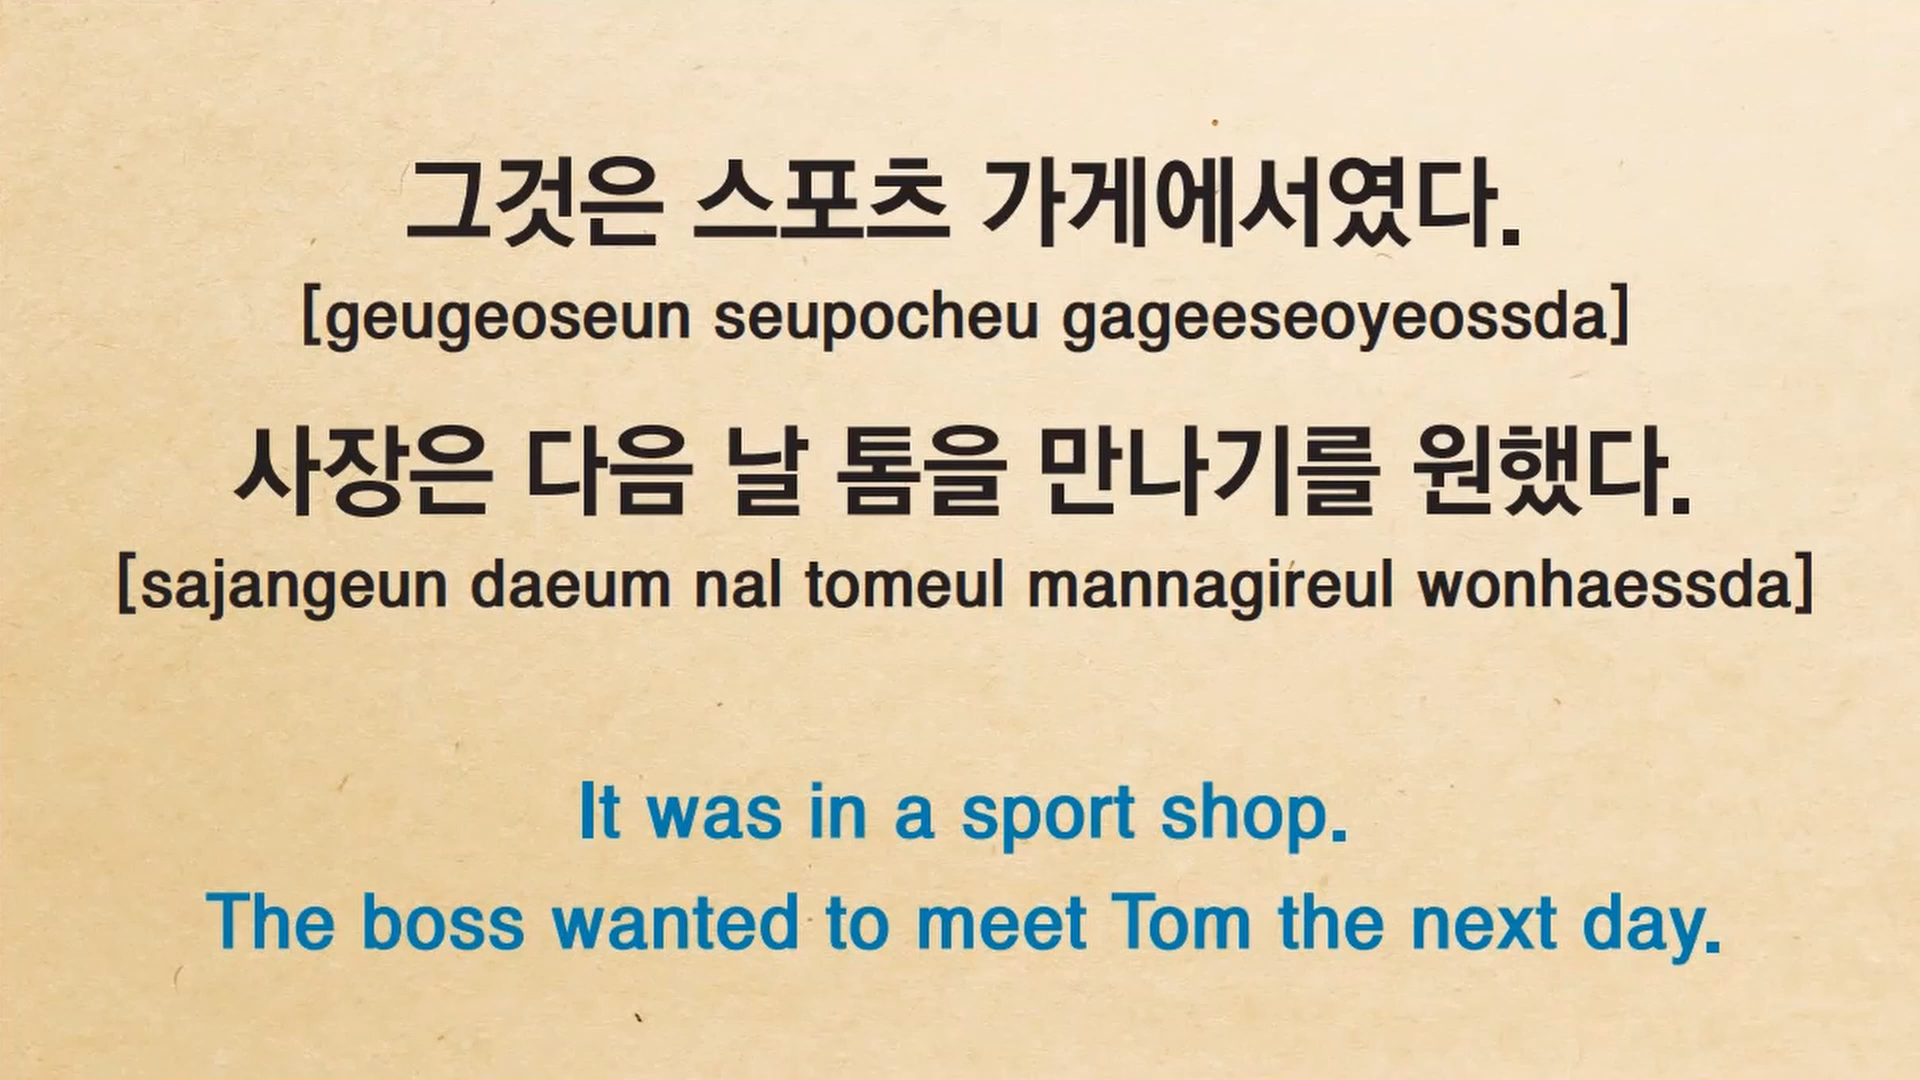 그것은 스포츠 가게에서였다.
[geugeoseun seupocheu gageeseoyeossda]
사장은 다음 날 톰을 만나기를 원했다.
[sajangeun daeum nal tomeul mannagireul wonhaessda]
It was in a sport shop.
The boss wanted to meet Tom the next day.